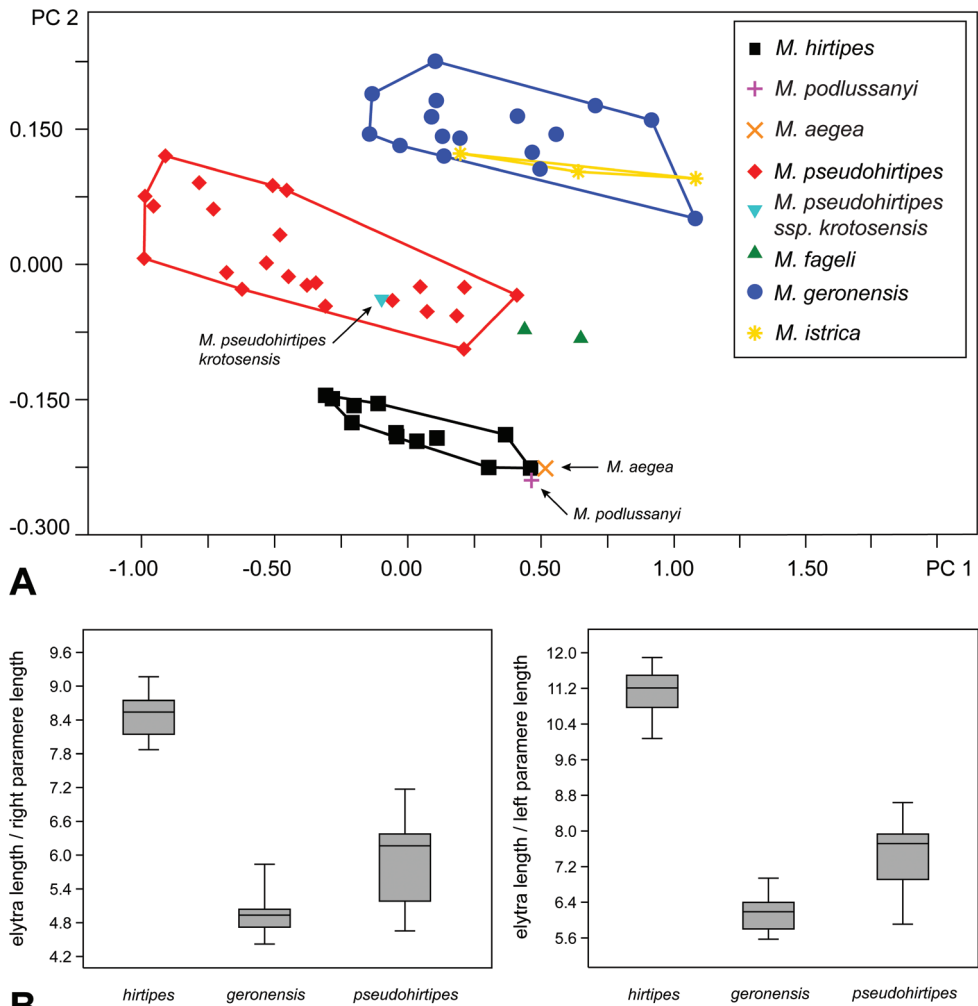 PC 2
0.150
0.000
-0.150
-0.300
M. hirtipes
M. podlussanyi
M. aegea
M. pseudohirtipes
M. pseudohirtipes
ssp. krotosensis
M. fageli
M. geronensis
M. istrica
M. pseudohirtipes
krotosensis
M. aegea
M. podlussanyi
-1.00
-0.50
0.00
0.50
1.00
1.50
PC 1
A
elytra length / right paramere length
9.6
9.0
8.4
7.8
7.2
6.6
6.0
5.4
4.8
4.2
hirtipes
geronensis
pseudohirtipes
elytra length / left paramere length
12.0
11.2
10.4
9.6
8.8
8.0
7.2
6.4
5.6
hirtipes
geronensis
pseudohirtipes
B